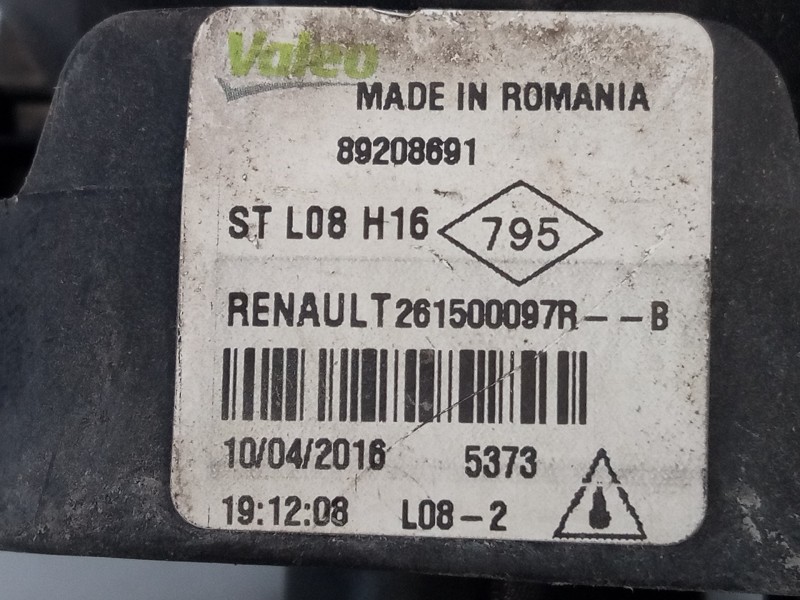 Valeo
MADE IN ROMANIA
89208691
ST L08 H16 795
RENAULT 261500097R--B
10/04/2016 5373
19:12:08 L08-2